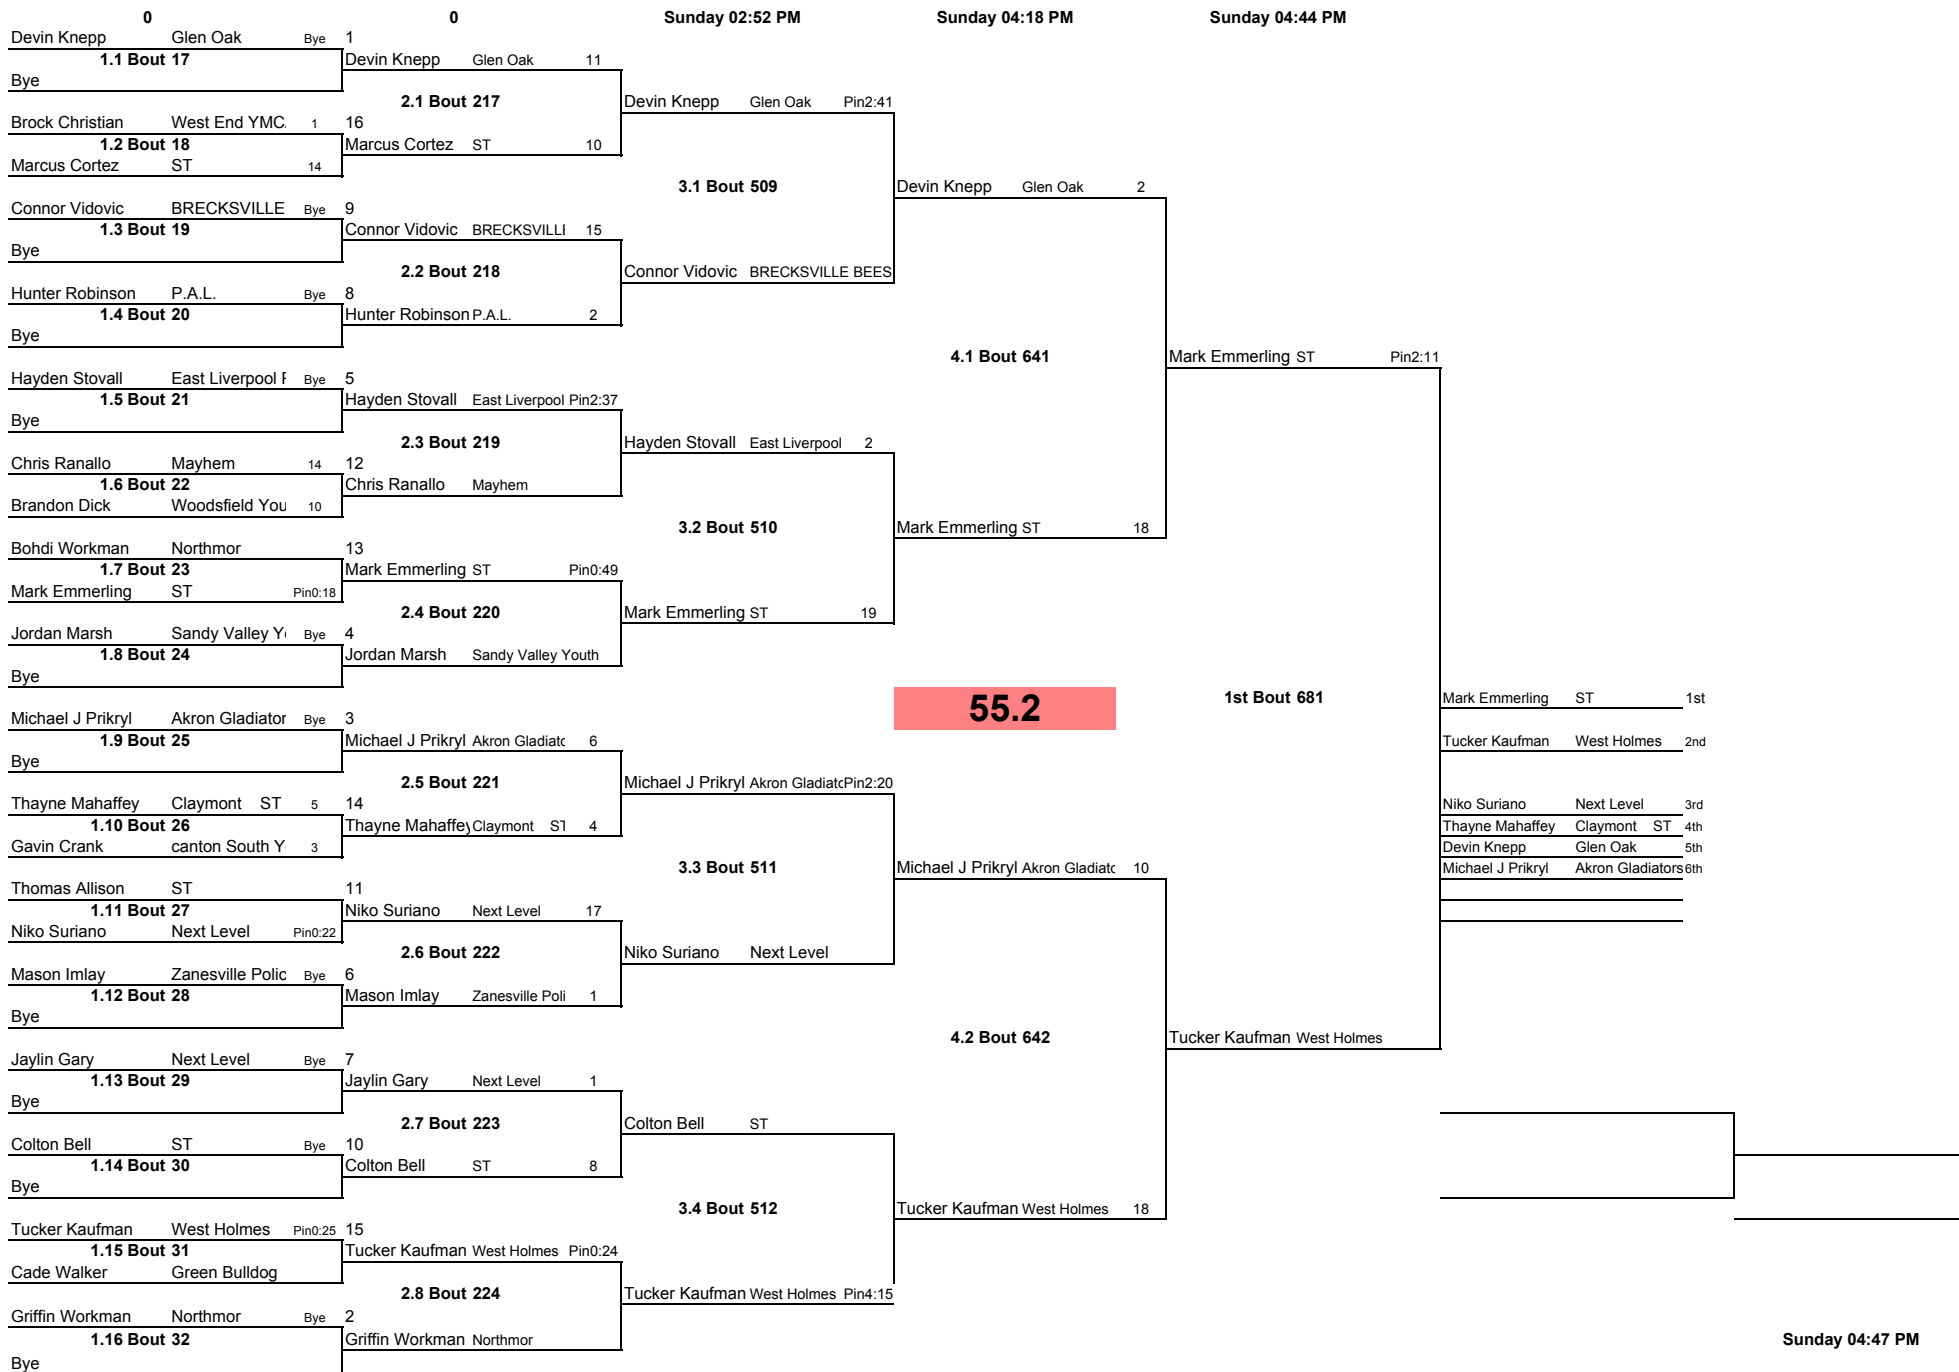 0 0 Sunday 02:52 PM Sunday 04:18 PM Sunday 04:44 PM
Devin Knepp Glen Oak Bye 1
1.1 Bout 17 Devin Knepp Glen Oak 11
Bye
2.1 Bout 217 Devin Knepp Glen Oak Pin2:41
Brock Christian West End YMC. 1 16
1.2 Bout 18 Marcus Cortez ST 10
Marcus Cortez ST 14
3.1 Bout 509 Devin Knepp Glen Oak 2
Connor Vidovic BRECKSVILLE Bye 9
1.3 Bout 19 Connor Vidovic BRECKSVILLE 15
Bye
2.2 Bout 218 Connor Vidovic BRECKSVILLE BEES
Hunter Robinson P.A.L. Bye 8
1.4 Bout 20 Hunter Robinson P.A.L. 2
Bye
4.1 Bout 641 Mark Emmerling ST Pin2:11
Hayden Stovall East Liverpool Bye 5
1.5 Bout 21 Hayden Stovall East Liverpool Pin2:37
Bye
2.3 Bout 219 Hayden Stovall East Liverpool 2
Chris Ranallo Mayhem 14 12
1.6 Bout 22 Chris Ranallo Mayhem
Brandon Dick Woodsfield You 10
3.2 Bout 510 Mark Emmerling ST 18
Bohdi Workman Northmor 13
1.7 Bout 23 Mark Emmerling ST Pin0:49
Mark Emmerling ST Pin0:18
2.4 Bout 220 Mark Emmerling ST 19
Jordan Marsh Sandy Valley Y Bye 4
1.8 Bout 24 Jordan Marsh Sandy Valley Youth
Bye
55.2 1st Bout 681 Mark Emmerling ST 1st
Michael J Prikryl Akron Gladiator Bye 3
1.9 Bout 25 Michael J Prikryl Akron Gladiato 6 Tucker Kaufman West Holmes 2nd
Bye
2.5 Bout 221 Michael J Prikryl Akron Gladiato Pin2:20
Thayne Mahaffey Claymont ST 5 14 Niko Suriano Next Level 3rd
1.10 Bout 26 Thayne Mahaffey Claymont ST 4 Thayne Mahaffey Claymont ST 4th
Gavin Crank canton South Y 3 Devin Knepp Glen Oak 5th
3.3 Bout 511 Michael J Prikryl Akron Gladiato 10 Michael J Prikryl Akron Gladiators 6th
Thomas Allison ST 11
1.11 Bout 27 Niko Suriano Next Level 17
Niko Suriano Next Level Pin0:22
2.6 Bout 222 Niko Suriano Next Level
Mason Imlay Zanesville Polic Bye 6
1.12 Bout 28 Mason Imlay Zanesville Poli 1
Bye
4.2 Bout 642 Tucker Kaufman West Holmes
Jaylin Gary Next Level Bye 7
1.13 Bout 29 Jaylin Gary Next Level 1
Bye
2.7 Bout 223 Colton Bell ST
Colton Bell ST Bye 10
1.14 Bout 30 Colton Bell ST 8
Bye
3.4 Bout 512 Tucker Kaufman West Holmes 18
Tucker Kaufman West Holmes Pin0:25 15
1.15 Bout 31 Tucker Kaufman West Holmes Pin0:24
Cade Walker Green Bulldog
2.8 Bout 224 Tucker Kaufman West Holmes Pin4:15
Griffin Workman Northmor Bye 2
1.16 Bout 32 Griffin Workman Northmor Sunday 04:47 PM
Bye